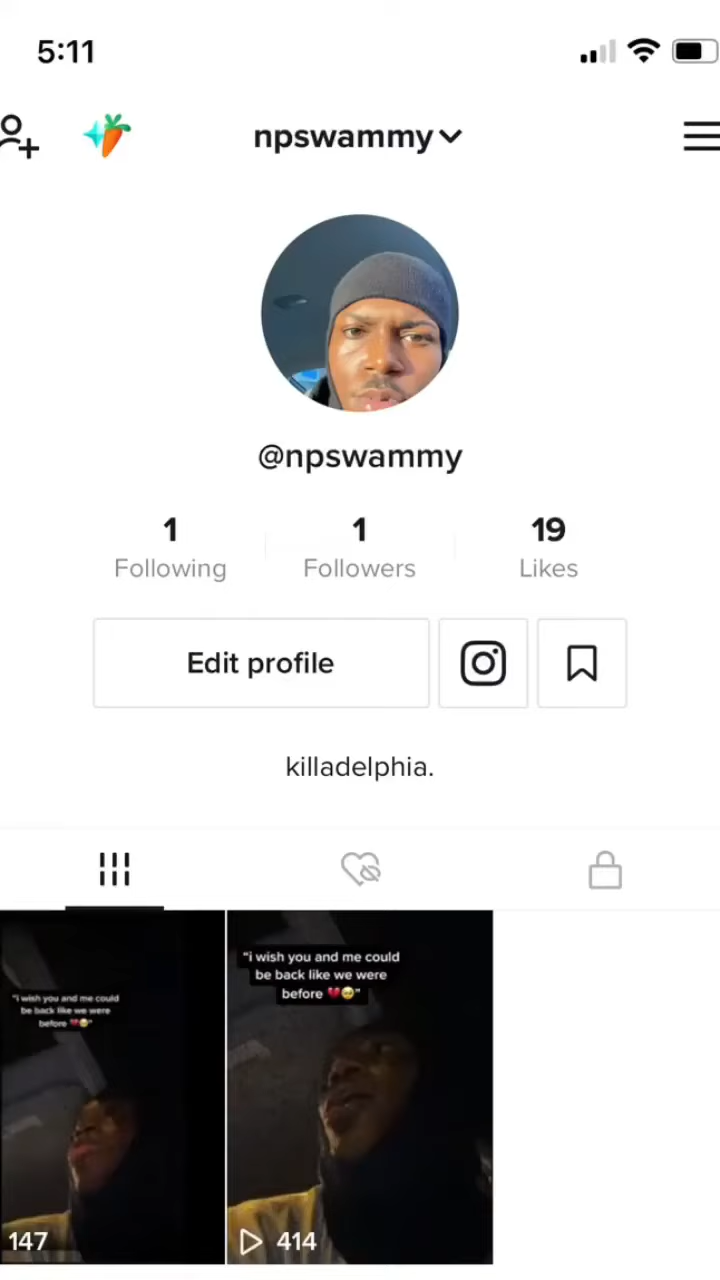 5:11
npswammy
@npswammy
1 1 19
Following Followers Likes
Edit profile
killadelphia.
"i wish you and me could
be back like we were
before 💔🥺"
147
"i wish you and me could
be back like we were
before 💔🥺"
414